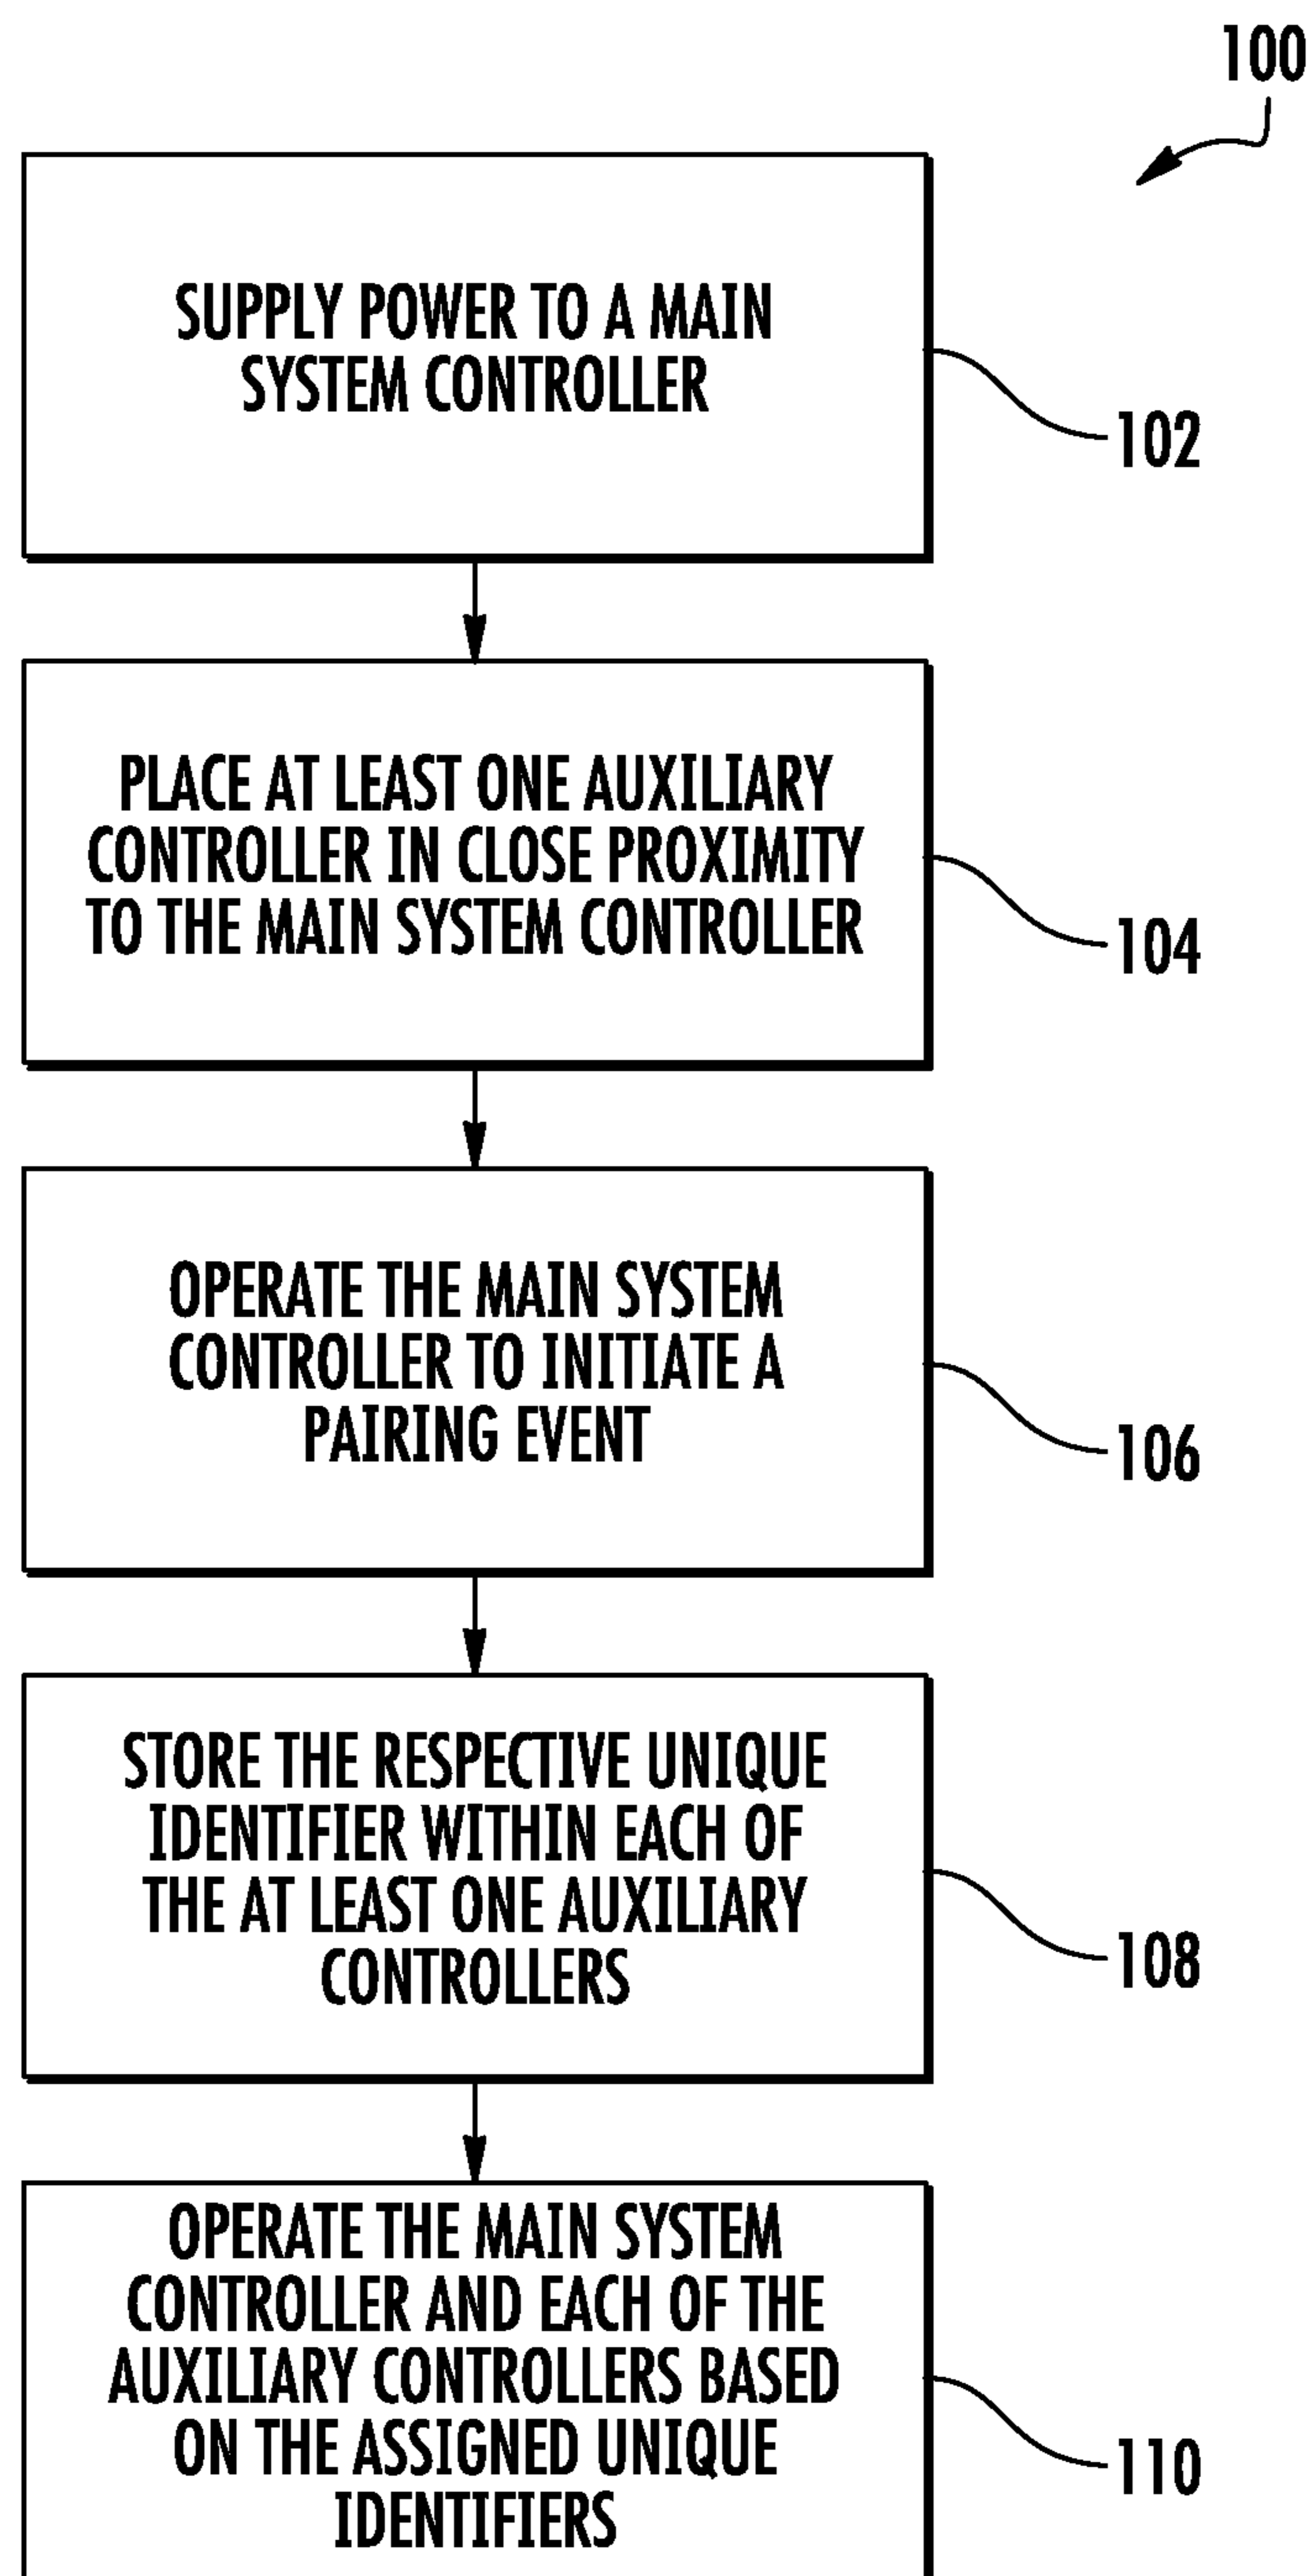 100
SUPPLY POWER TO A MAIN
SYSTEM CONTROLLER
102
PLACE AT LEAST ONE AUXILIARY
CONTROLLER IN CLOSE PROXIMITY
TO THE MAIN SYSTEM CONTROLLER
104
OPERATE THE MAIN SYSTEM
CONTROLLER TO INITIATE A
PAIRING EVENT
106
STORE THE RESPECTIVE UNIQUE
IDENTIFIER WITHIN EACH OF
THE AT LEAST ONE AUXILIARY
CONTROLLERS
108
OPERATE THE MAIN SYSTEM
CONTROLLER AND EACH OF THE
AUXILIARY CONTROLLERS BASED
ON THE ASSIGNED UNIQUE
IDENTIFIERS
110